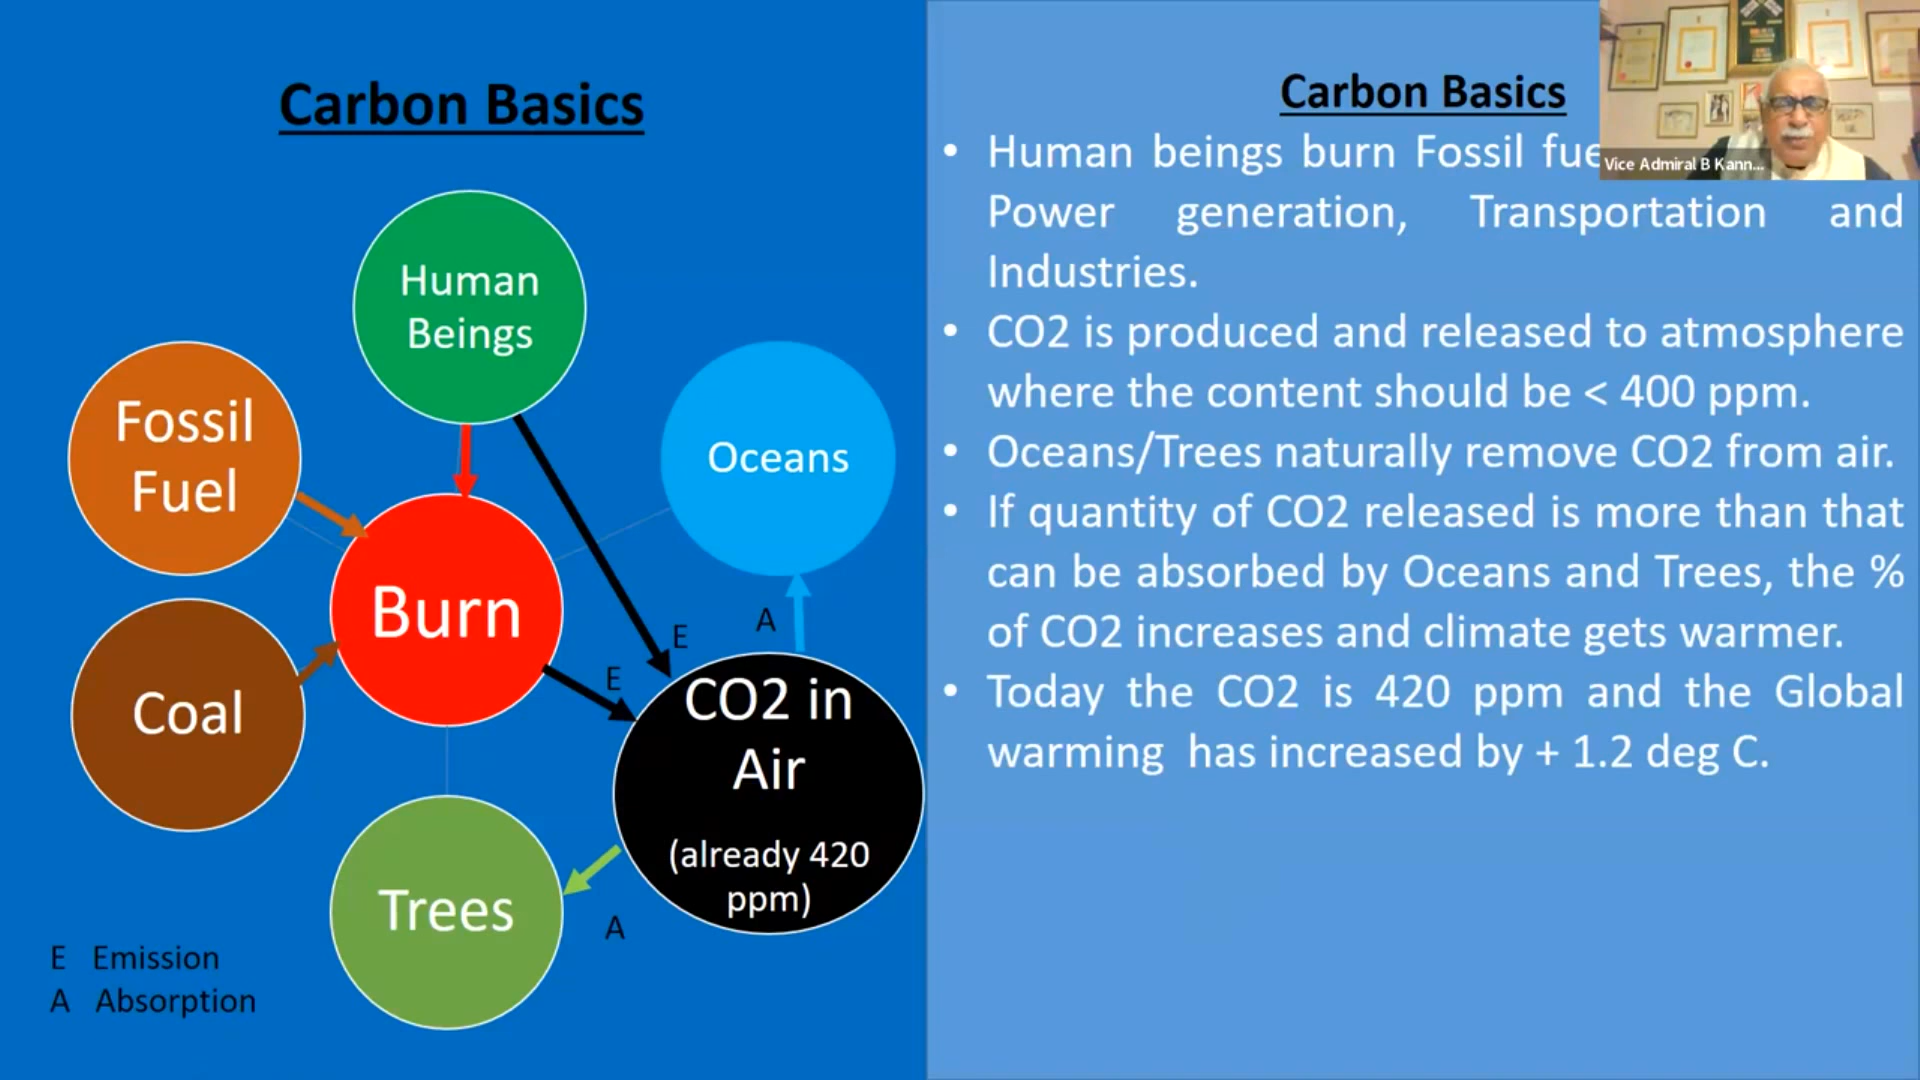 Carbon Basics
Human
Beings
Fossil
Fuel
Oceans
Burn
Coal
E
A
E
CO2 in
Air
(already 420
ppm)
Trees
A
E Emission
A Absorption
Carbon Basics
• Human beings burn Fossil
Power generation, Transportation and
Industries.
• CO2 is produced and released to atmosphere
where the content should be < 400 ppm.
• Oceans/Trees naturally remove CO2 from air.
• If quantity of CO2 released is more than that
can be absorbed by Oceans and Trees, the %
of CO2 increases and climate gets warmer.
• Today the CO2 is 420 ppm and the Global
warming has increased by + 1.2 deg C.
Vice Admiral B Kann...